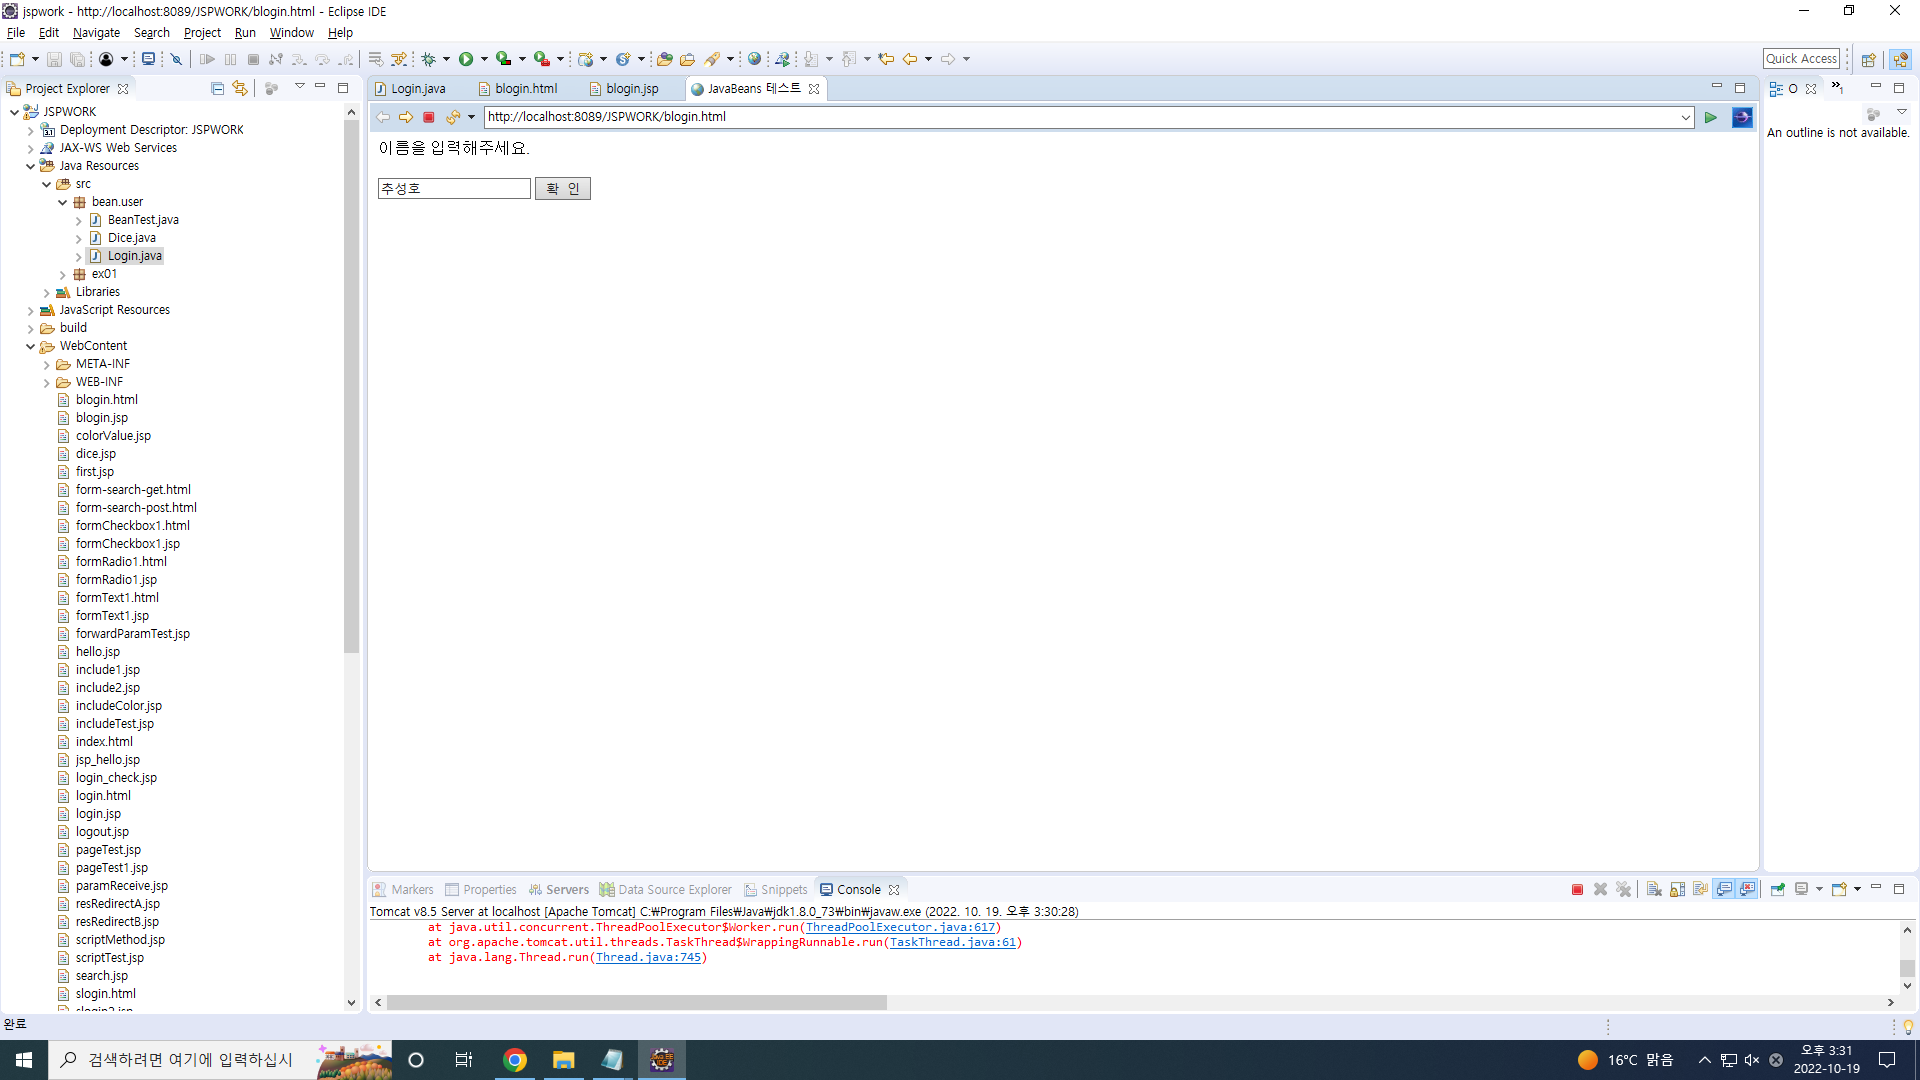 jspwork - http://localhost:8089/JSPWORK/blogin.html - Eclipse IDE
File Edit Navigate Search Project Run Window Help
Quick Access
Project Explorer
JSPWORK
Deployment Descriptor: JSPWORK
JAX-WS Web Services
Java Resources
src
bean.user
BeanTest.java
Dice.java
Login.java
ex01
Libraries
JavaScript Resources
build
WebContent
META-INF
WEB-INF
blogin.html
blogin.jsp
colorValue.jsp
dice.jsp
first.jsp
form-search-get.html
form-search-post.html
formCheckbox1.html
formCheckbox1.jsp
formRadio1.html
formRadio1.jsp
formText1.html
formText1.jsp
forwardParamTest.jsp
hello.jsp
include1.jsp
include2.jsp
includeColor.jsp
includeTest.jsp
index.html
jsp_hello.jsp
login_check.jsp
login.html
login.jsp
logout.jsp
pageTest.jsp
pageTest1.jsp
paramReceive.jsp
resRedirectA.jsp
resRedirectB.jsp
scriptMethod.jsp
scriptTest.jsp
search.jsp
slogin.html
Login.java blogin.html blogin.jsp JavaBeans 테스트
http://localhost:8089/JSPWORK/blogin.html
이름을 입력해주세요.
추성호 확 인
O
An outline is not available.
Markers Properties Servers Data Source Explorer Snippets Console
Tomcat v8.5 Server at localhost [Apache Tomcat] C:₩Program Files₩Java₩jdk1.8.0_73₩bin₩javaw.exe (2022. 10. 19. 오후 3:30:28)
at java.util.concurrent.ThreadPoolExecutor$Worker.run(ThreadPoolExecutor.java:617)
at org.apache.tomcat.util.threads.TaskThread$WrappingRunnable.run(TaskThread.java:61)
at java.lang.Thread.run(Thread.java:745)
완료
검색하려면 여기에 입력하십시
16°C 맑음
오후 3:31
2022-10-19